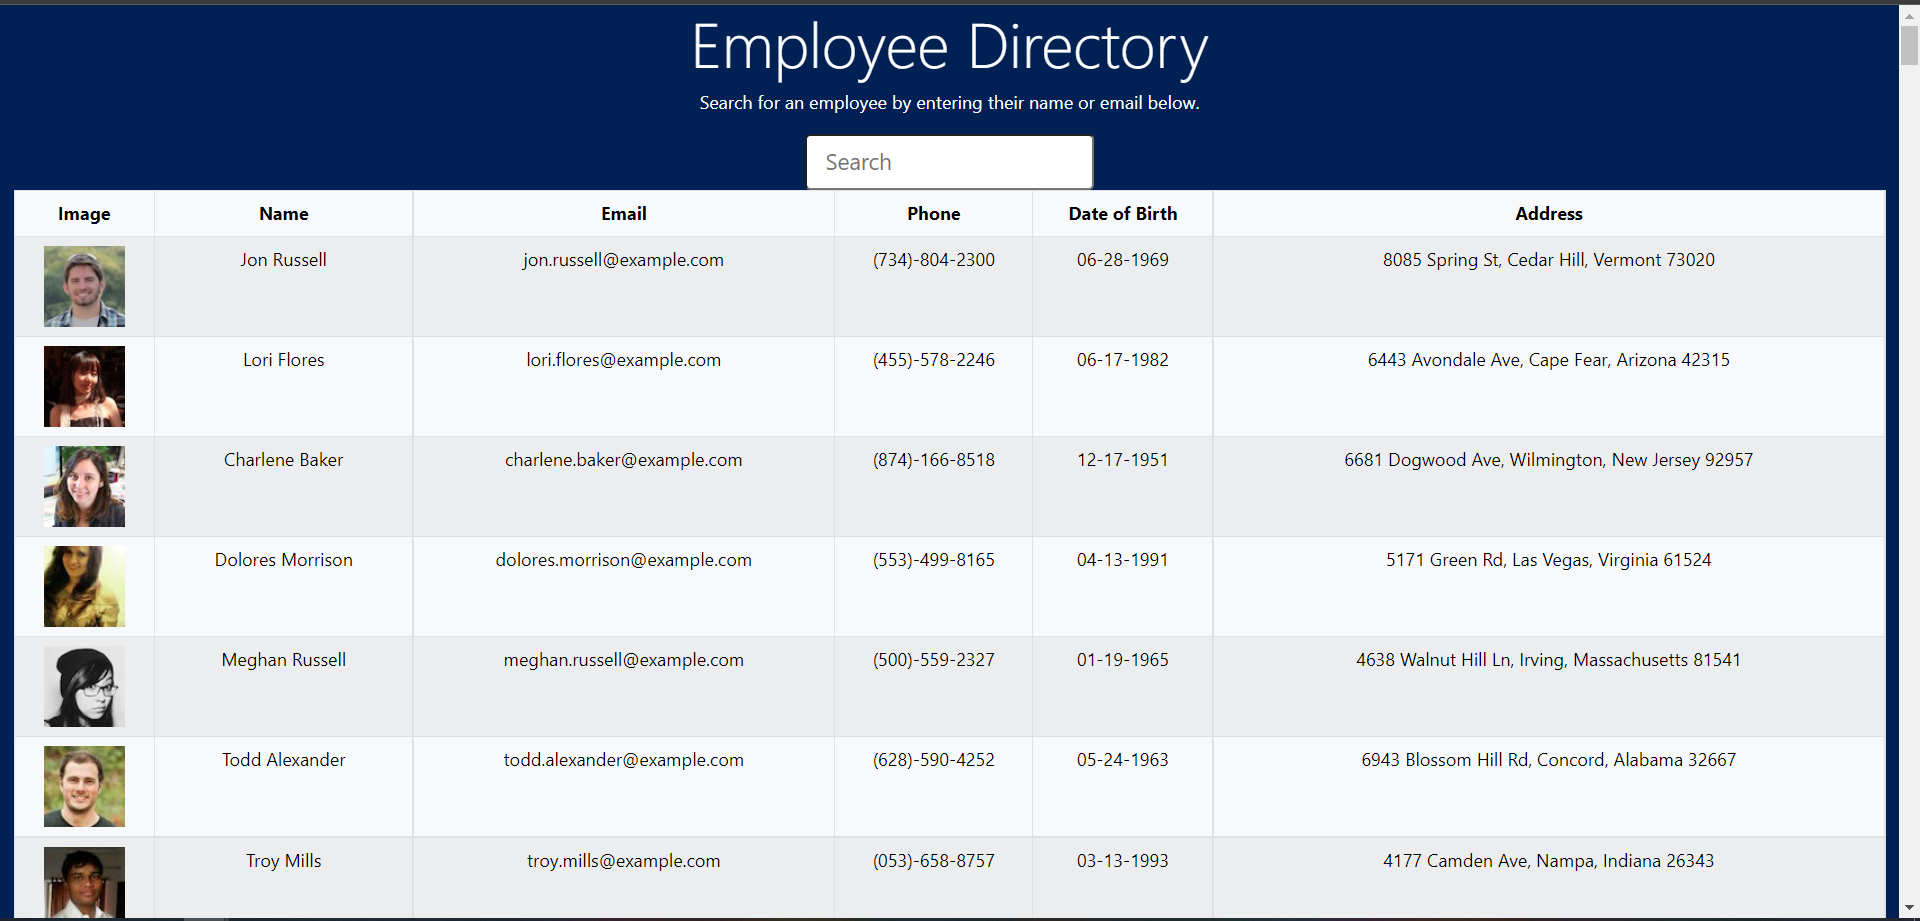 Employee Directory
Search for an employee by entering their name or email below.
Search
Image Name Email Phone Date of Birth Address
Jon Russell jon.russell@example.com (734)-804-2300 06-28-1969 8085 Spring St, Cedar Hill, Vermont 73020
Lori Flores lori.flores@example.com (455)-578-2246 06-17-1982 6443 Avondale Ave, Cape Fear, Arizona 42315
Charlene Baker charlene.baker@example.com (874)-166-8518 12-17-1951 6681 Dogwood Ave, Wilmington, New Jersey 92957
Dolores Morrison dolores.morrison@example.com (553)-499-8165 04-13-1991 5171 Green Rd, Las Vegas, Virginia 61524
Meghan Russell meghan.russell@example.com (500)-559-2327 01-19-1965 4638 Walnut Hill Ln, Irving, Massachusetts 81541
Todd Alexander todd.alexander@example.com (628)-590-4252 05-24-1963 6943 Blossom Hill Rd, Concord, Alabama 32667
Troy Mills troy.mills@example.com (053)-658-8757 03-13-1993 4177 Camden Ave, Nampa, Indiana 26343